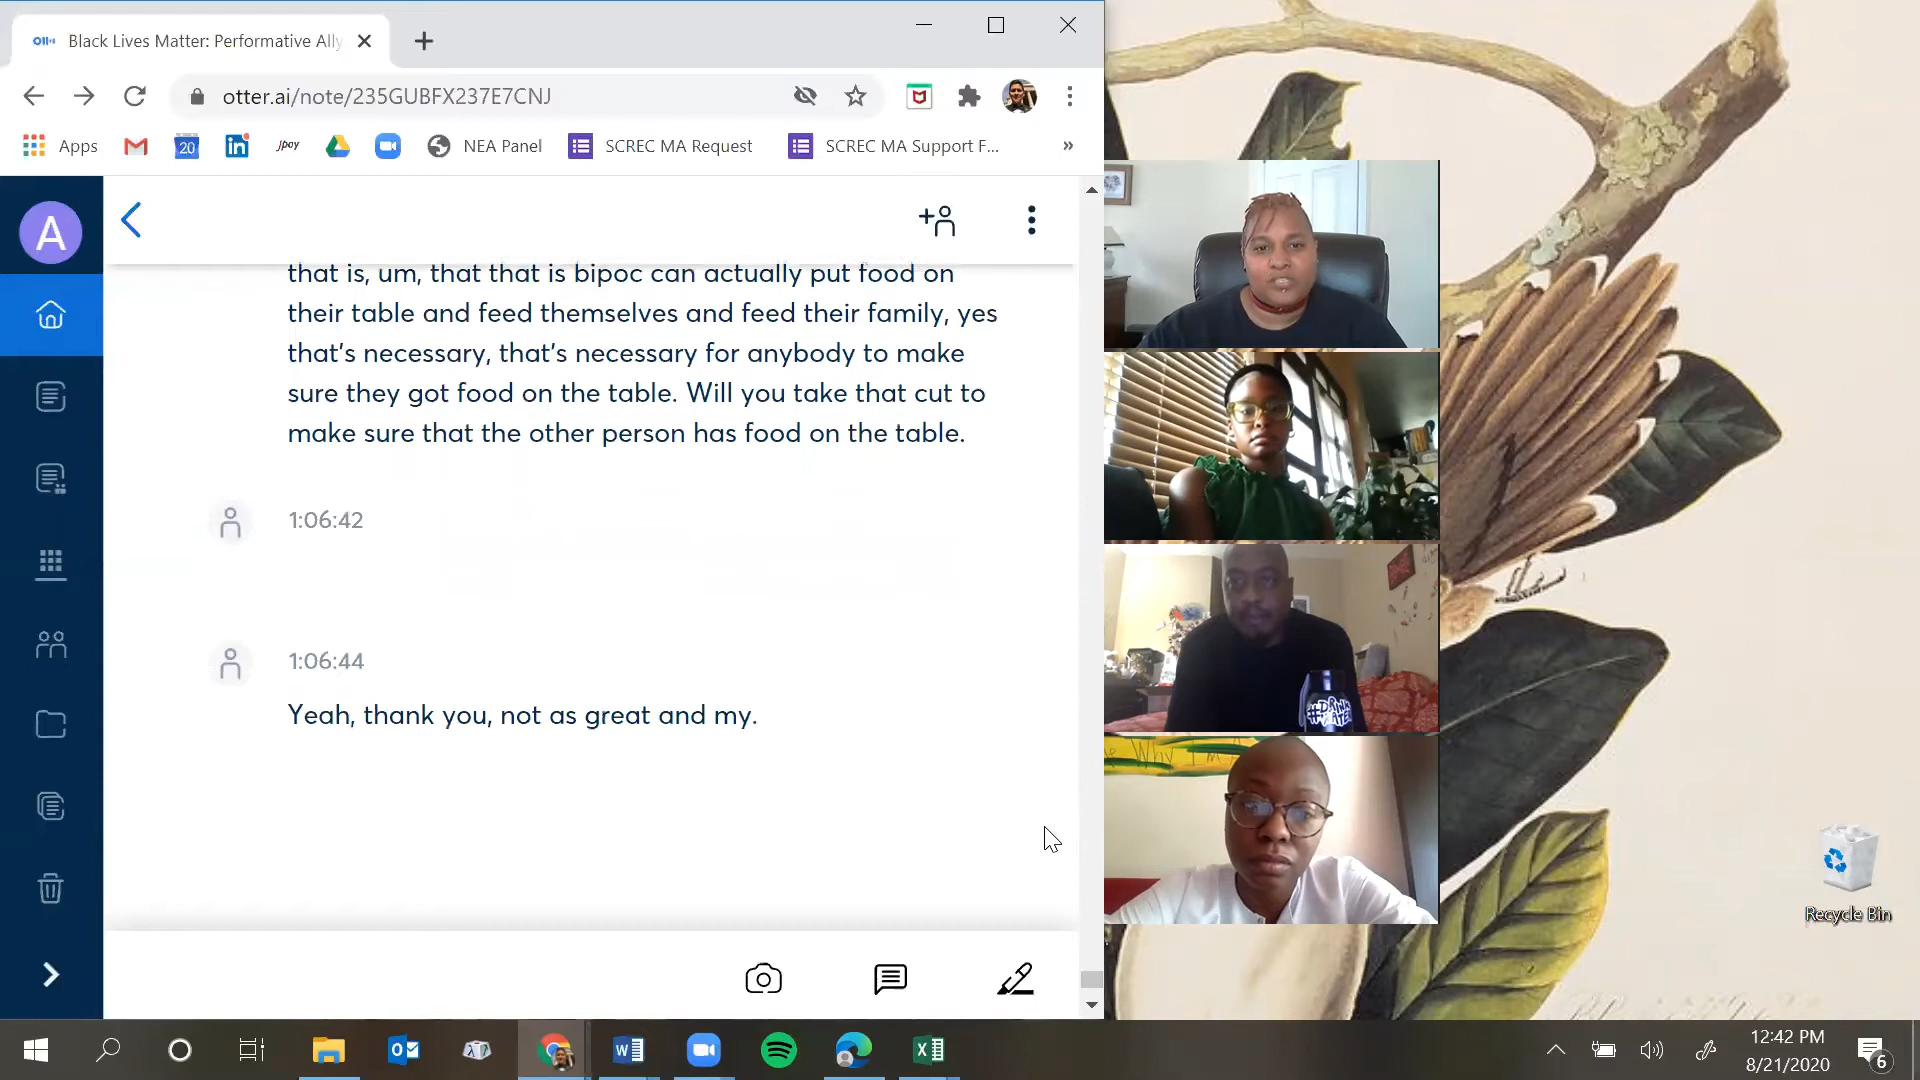 Black Lives Matter: Performative Ally
otter.ai/note/235GUBFX237E7CNJ
Apps
20
in
Jpay
NEA Panel
SCREC MA Request
SCREC MA Support F...
»
A
that is, um, that that is bipoc can actually put food on
their table and feed themselves and feed their family, yes
that's necessary, that's necessary for anybody to make
sure they got food on the table. Will you take that cut to
make sure that the other person has food on the table.
1:06:42
1:06:44
Yeah, thank you, not as great and my.
#DRINK
WATER
Why I'm
Recycle Bin
12:42 PM
8/21/2020
6